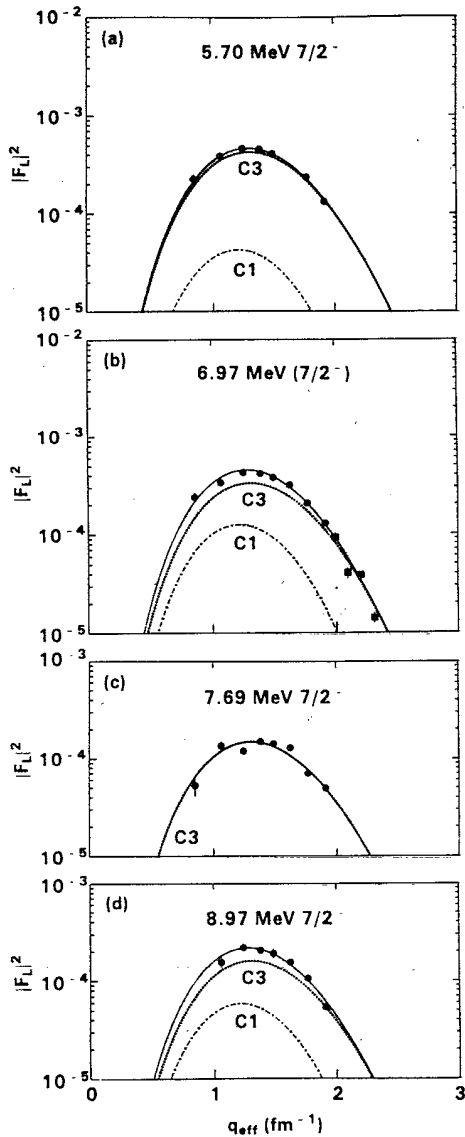 10⁻²
(a)
5.70 MeV 7/2⁻
10⁻³
|F_L|²
C3
10⁻⁴
C1
10⁻⁵
10⁻²
(b)
6.97 MeV (7/2⁻)
10⁻³
|F_L|²
C3
10⁻⁴
C1
10⁻⁵
10⁻³
(c)
7.69 MeV 7/2⁻
|F_L|²
10⁻⁴
C3
10⁻⁵
10⁻³
(d)
8.97 MeV 7/2⁻
|F_L|²
10⁻⁴
C3
C1
10⁻⁵
0 1 2 3
q_eff (fm⁻¹)